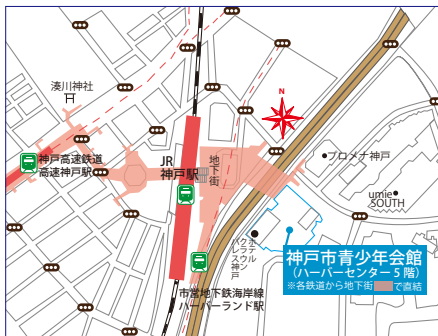 N
湊川神社
神戸高速鉄道
高速神戸駅
JR
神戸駅
地下街
プロメナ神戸
umie
SOUTH
ホテル
クラウン
パレス神戸
神戸市青少年会館
(ハーバーセンター5階)
※各鉄道から地下街 で直結
市営地下鉄海岸線
ハーバーランド駅